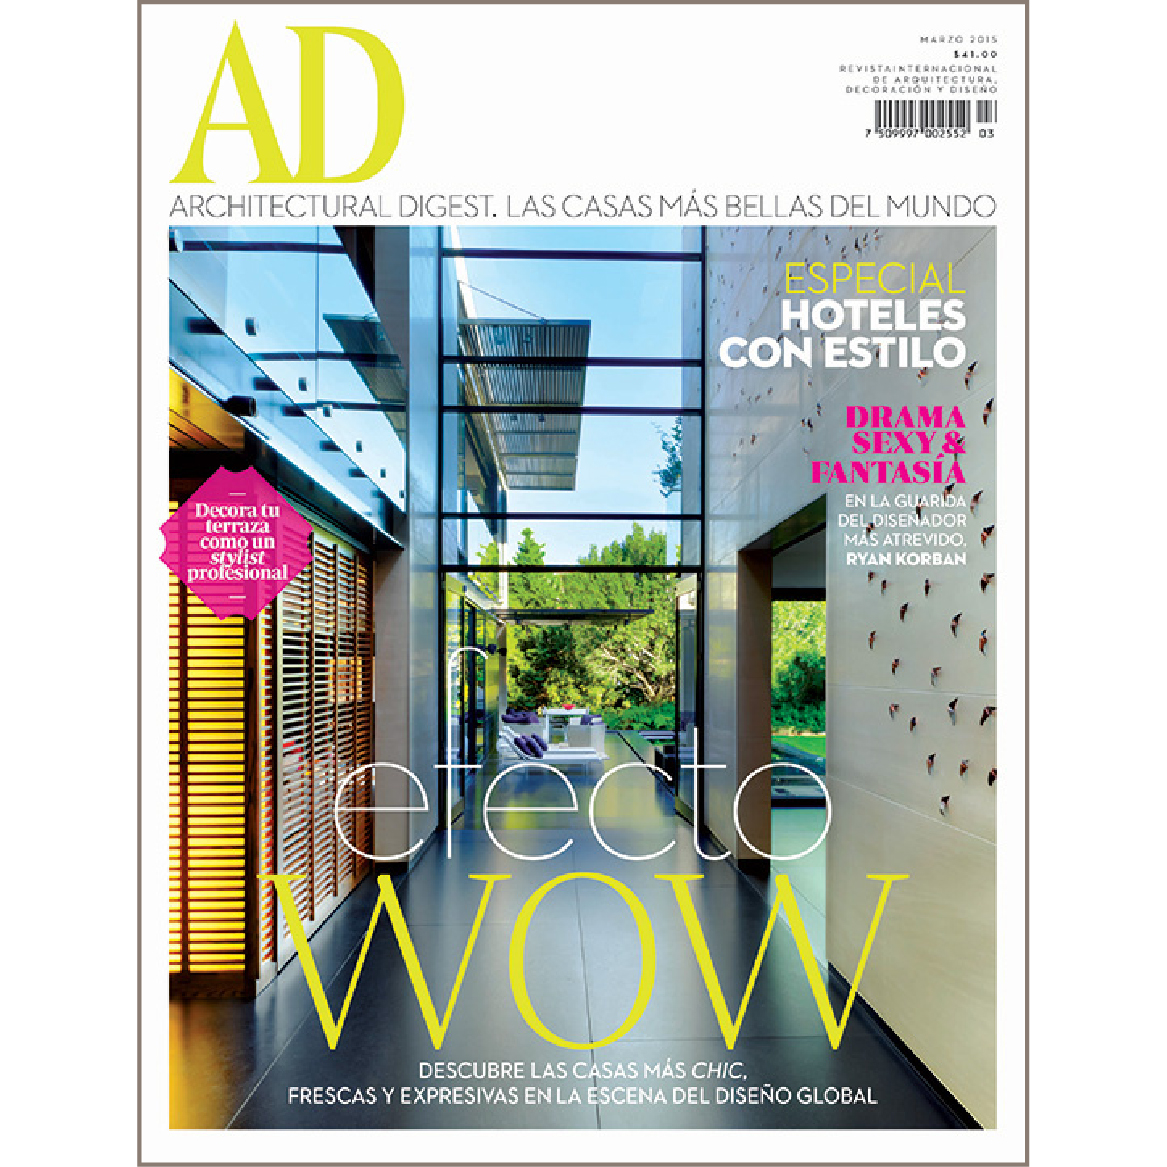 AD
MARZO 2015
$41.00
REVISTA INTERNACIONAL
DE ARQUITECTURA,
DECORACIÓN Y DISEÑO
7 509997 002552 03
ARCHITECTURAL DIGEST. LAS CASAS MÁS BELLAS DEL MUNDO
ESPECIAL
HOTELES
CON ESTILO
DRAMA
SEXY &
FANTASÍA
EN LA GUARIDA
DEL DISEÑADOR
MÁS ATREVIDO,
RYAN KORBAN
Decora tu
terraza
como un
stylist
profesional
efecto
WOW
DESCUBRE LAS CASAS MÁS CHIC,
FRESCAS Y EXPRESIVAS EN LA ESCENA DEL DISEÑO GLOBAL